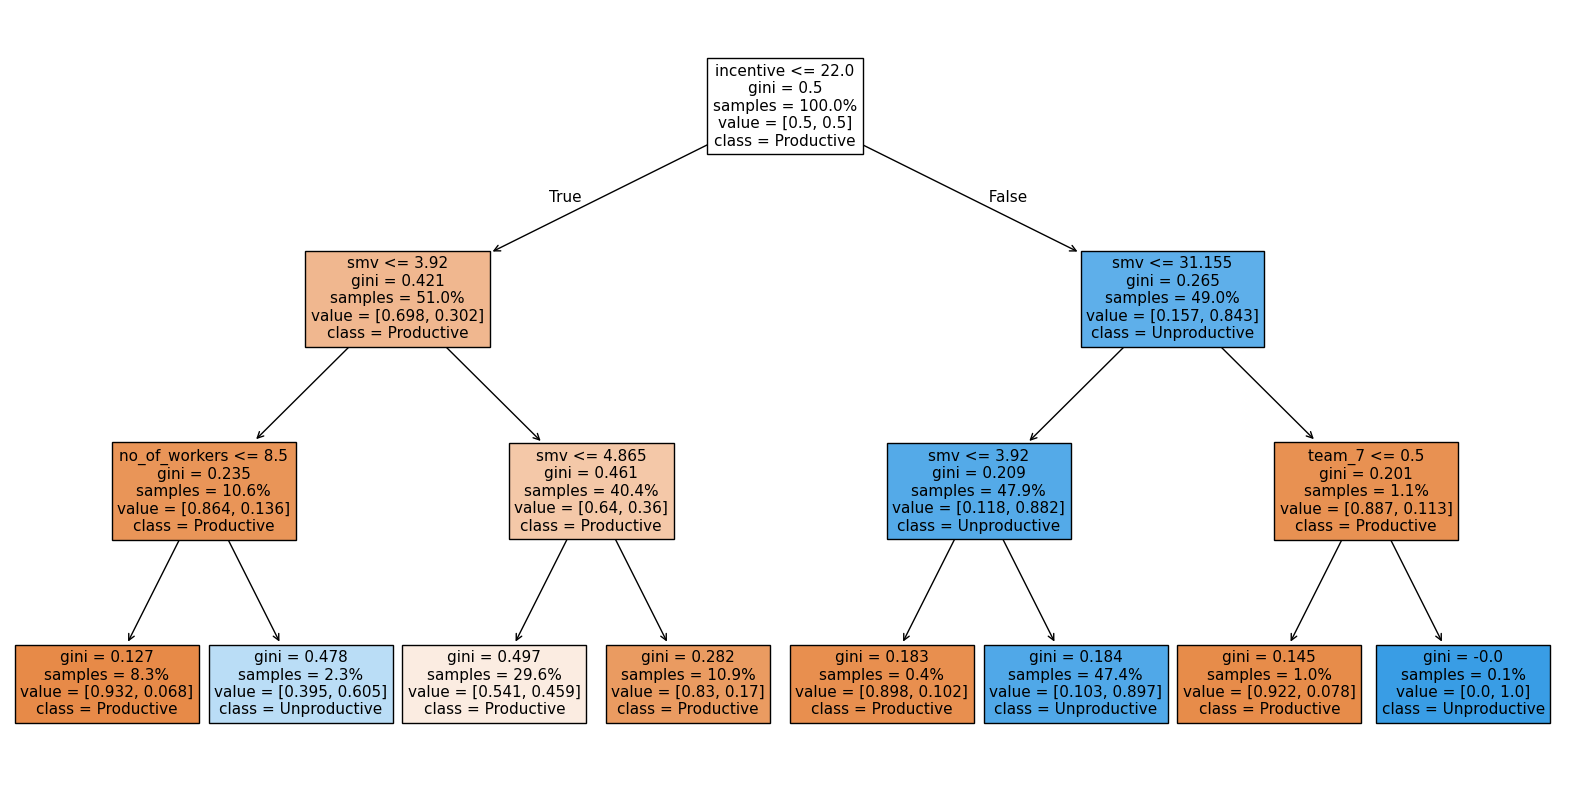 incentive <= 22.0
gini = 0.5
samples = 100.0%
value = [0.5, 0.5]
class = Productive
True
False
smv <= 3.92
gini = 0.421
samples = 51.0%
value = [0.698, 0.302]
class = Productive
smv <= 31.155
gini = 0.265
samples = 49.0%
value = [0.157, 0.843]
class = Unproductive
no_of_workers <= 8.5
gini = 0.235
samples = 10.6%
value = [0.864, 0.136]
class = Productive
smv <= 4.865
gini = 0.461
samples = 40.4%
value = [0.64, 0.36]
class = Productive
smv <= 3.92
gini = 0.209
samples = 47.9%
value = [0.118, 0.882]
class = Unproductive
team_7 <= 0.5
gini = 0.201
samples = 1.1%
value = [0.887, 0.113]
class = Productive
gini = 0.127
samples = 8.3%
value = [0.932, 0.068]
class = Productive
gini = 0.478
samples = 2.3%
value = [0.395, 0.605]
class = Unproductive
gini = 0.497
samples = 29.6%
value = [0.541, 0.459]
class = Productive
gini = 0.282
samples = 10.9%
value = [0.83, 0.17]
class = Productive
gini = 0.183
samples = 0.4%
value = [0.898, 0.102]
class = Productive
gini = 0.184
samples = 47.4%
value = [0.103, 0.897]
class = Unproductive
gini = 0.145
samples = 1.0%
value = [0.922, 0.078]
class = Productive
gini = -0.0
samples = 0.1%
value = [0.0, 1.0]
class = Unproductive